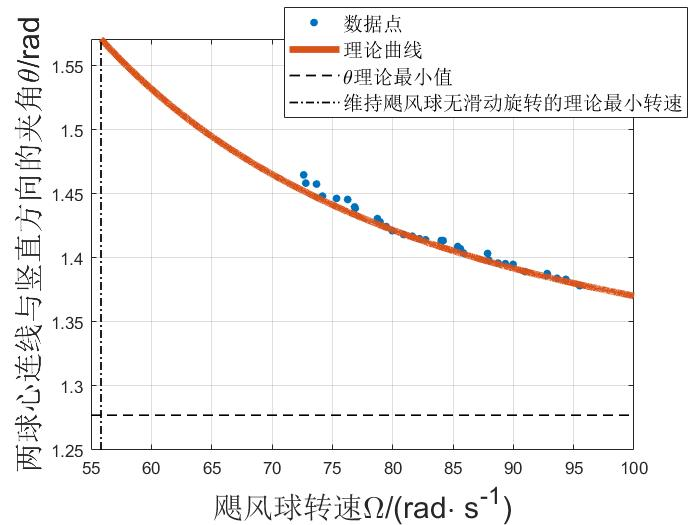 数据点
理论曲线
θ理论最小值
维持飓风球无滑动旋转的理论最小转速
两球心连线与竖直方向的夹角θ/rad
1.55
1.5
1.45
1.4
1.35
1.3
1.25
55 60 65 70 75 80 85 90 95 100
飓风球转速Ω/(rad· s⁻¹)